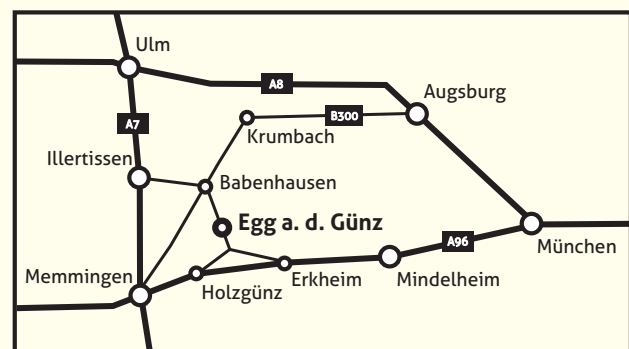 Ulm
A8
Augsburg
A7
B300
Krumbach
Illertissen
Babenhausen
Egg a. d. Günz
A96
München
Memmingen
Holzgünz
Erkheim
Mindelheim